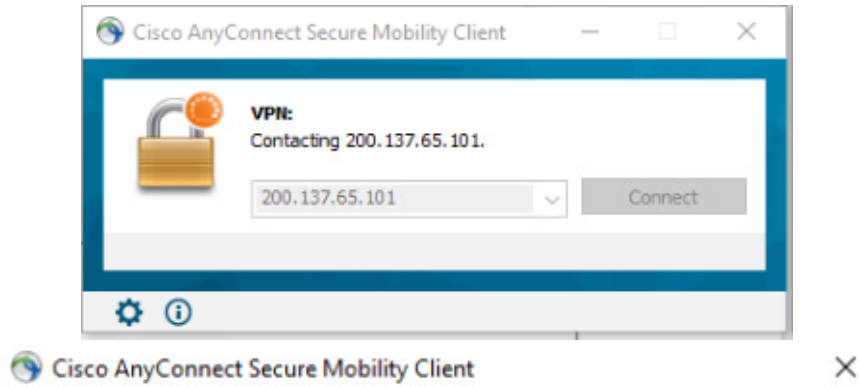 Cisco AnyConnect Secure Mobility Client
VPN:
Contacting 200.137.65.101.
200.137.65.101
Connect
Cisco AnyConnect Secure Mobility Client